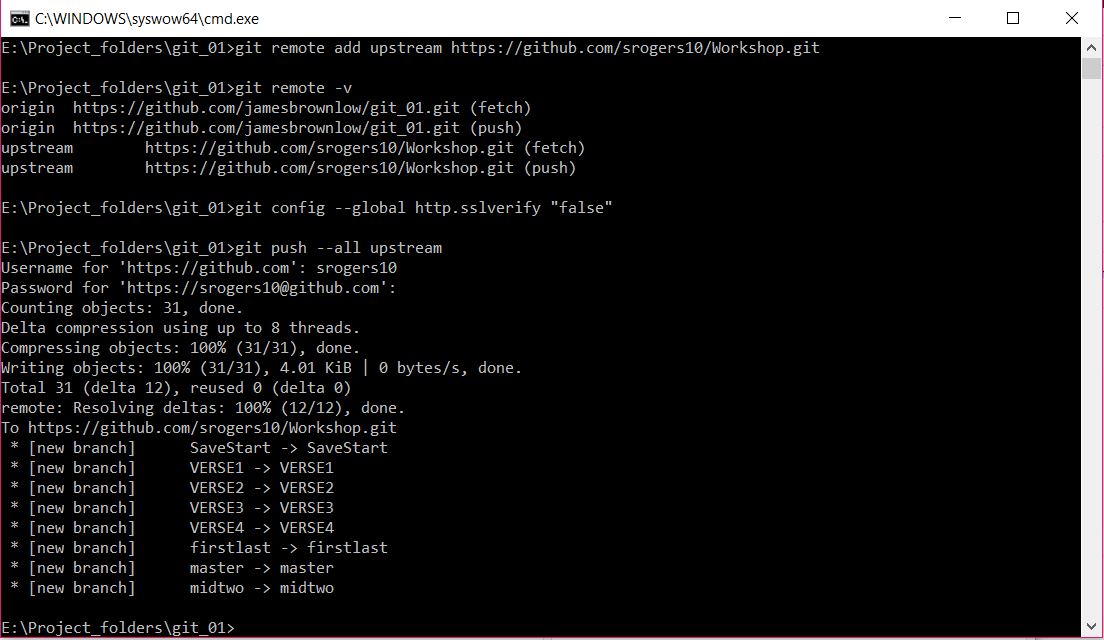 C:\WINDOWS\syswow64\cmd.exe
E:\Project_folders\git_01>git remote add upstream https://github.com/srogers10/Workshop.git
E:\Project_folders\git_01>git remote -v
origin  https://github.com/jamesbrownlow/git_01.git (fetch)
origin  https://github.com/jamesbrownlow/git_01.git (push)
upstream        https://github.com/srogers10/Workshop.git (fetch)
upstream        https://github.com/srogers10/Workshop.git (push)
E:\Project_folders\git_01>git config --global http.sslverify "false"
E:\Project_folders\git_01>git push --all upstream
Username for 'https://github.com': srogers10
Password for 'https://srogers10@github.com':
Counting objects: 31, done.
Delta compression using up to 8 threads.
Compressing objects: 100% (31/31), done.
Writing objects: 100% (31/31), 4.01 KiB | 0 bytes/s, done.
Total 31 (delta 12), reused 0 (delta 0)
remote: Resolving deltas: 100% (12/12), done.
To https://github.com/srogers10/Workshop.git
 * [new branch]      SaveStart -> SaveStart
 * [new branch]      VERSE1 -> VERSE1
 * [new branch]      VERSE2 -> VERSE2
 * [new branch]      VERSE3 -> VERSE3
 * [new branch]      VERSE4 -> VERSE4
 * [new branch]      firstlast -> firstlast
 * [new branch]      master -> master
 * [new branch]      midtwo -> midtwo
E:\Project_folders\git_01>